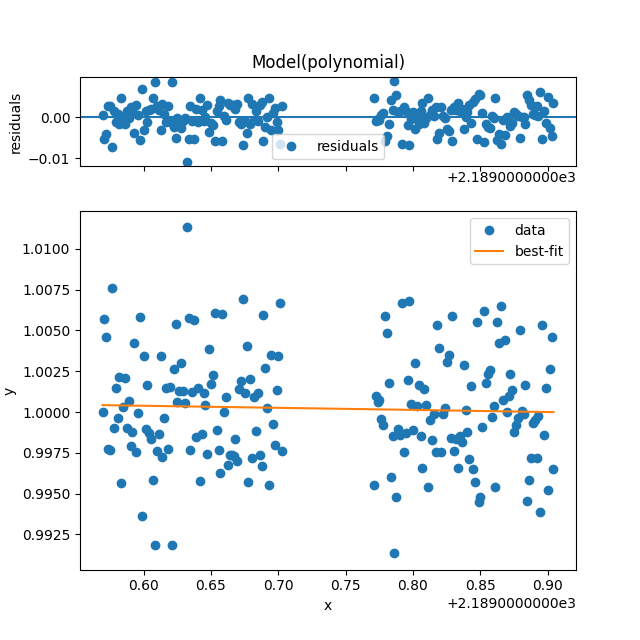 Model(polynomial)
residuals
0.00
−0.01
residuals
+2.1890000000e3
y
1.0100
1.0075
1.0050
1.0025
1.0000
0.9975
0.9950
0.9925
data
best-fit
0.60 0.65 0.70 0.75 0.80 0.85 0.90
x
+2.1890000000e3